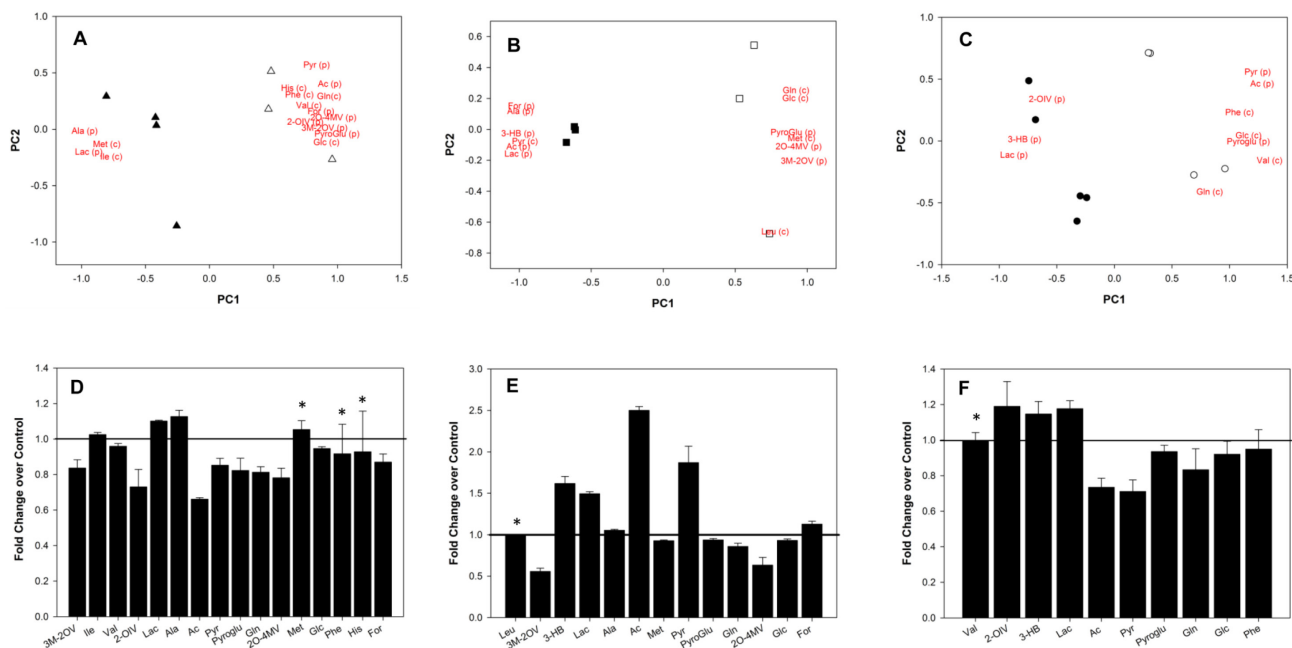 A
Pyr (p)
Ac (p)
His (c)
Phe (c)
Gln(c)
Val (c)
For (p)
2O-4MV (p)
2-OIV (p)
3M-2OV (p)
PyroGlu (p)
Glc (c)
Ala (p)
Met (c)
Lac (p)
Ile (c)
1.0
0.5
0.0
-0.5
-1.0
PC2
-1.0
-0.5
0.0
0.5
1.0
1.5
PC1
B
For (p)
Ala (p)
3-HB (p)
Pyr (c)
Ac (p)
Lac (p)
Gln (c)
Glc (c)
PyroGlu (p)
Met (c)
2O-4MV (p)
3M-2OV (p)
Leu (c)
0.8
0.6
0.4
0.2
0.0
-0.2
-0.4
-0.6
-0.8
PC2
-1.0
-0.5
0.0
0.5
1.0
PC1
C
Pyr (p)
Ac (p)
2-OIV (p)
Phe (c)
3-HB (p)
Glc (c)
Pyroglu (p)
Lac (p)
Val (c)
Gln (c)
1.0
0.5
0.0
-0.5
-1.0
PC2
-1.0
-0.5
0.0
0.5
1.0
1.5
PC1
D
* * *
1.4
1.2
1.0
0.8
0.6
0.4
0.2
0.0
Fold Change over Control
3M-2OV
Ile
Val
2-OIV
Lac
Ala
Ac
Pyr
Pyroglu
Gln
2O-4MV
Met
Glc
Phe
His
For
E
*
3.0
2.5
2.0
1.5
1.0
0.5
0.0
Fold Change over Control
Leu
3M-2OV
3-HB
Lac
Ala
Ac
Met
Pyr
PyroGlu
Gln
2O-4MV
Glc
For
F
*
1.4
1.2
1.0
0.8
0.6
0.4
0.2
0.0
Fold Change over Control
Val
2-OIV
3-HB
Lac
Ac
Pyr
Pyroglu
Gln
Glc
Phe